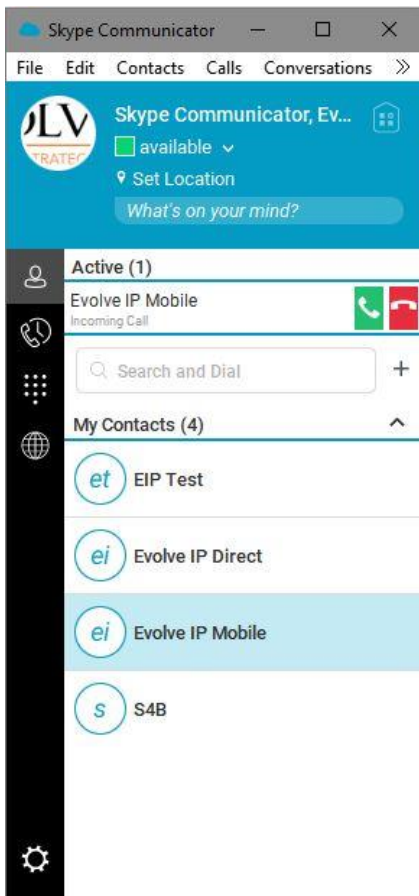 Skype Communicator
File Edit Contacts Calls Conversations »
OLV
TRATEG
Skype Communicator, Ev...
available
Set Location
What's on your mind?
Active (1)
Evolve IP Mobile
Incoming Call
Search and Dial +
My Contacts (4)
et EIP Test
ei Evolve IP Direct
ei Evolve IP Mobile
s S4B